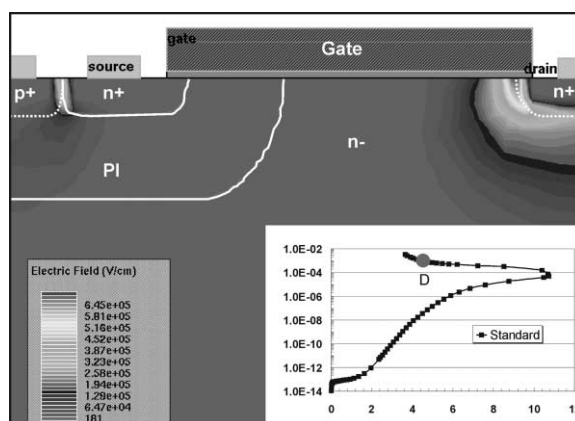 gate
Gate
source
drain
p+
n+
n+
n-
PI
Electric Field (V/cm)
6.45e+05
5.81e+05
5.16e+05
4.52e+05
3.87e+05
3.23e+05
2.58e+05
1.94e+05
1.29e+05
6.47e+04
181
1.0E-02
1.0E-04
1.0E-06
1.0E-08
1.0E-10
1.0E-12
1.0E-14
D
Standard
0 2 4 6 8 10 12